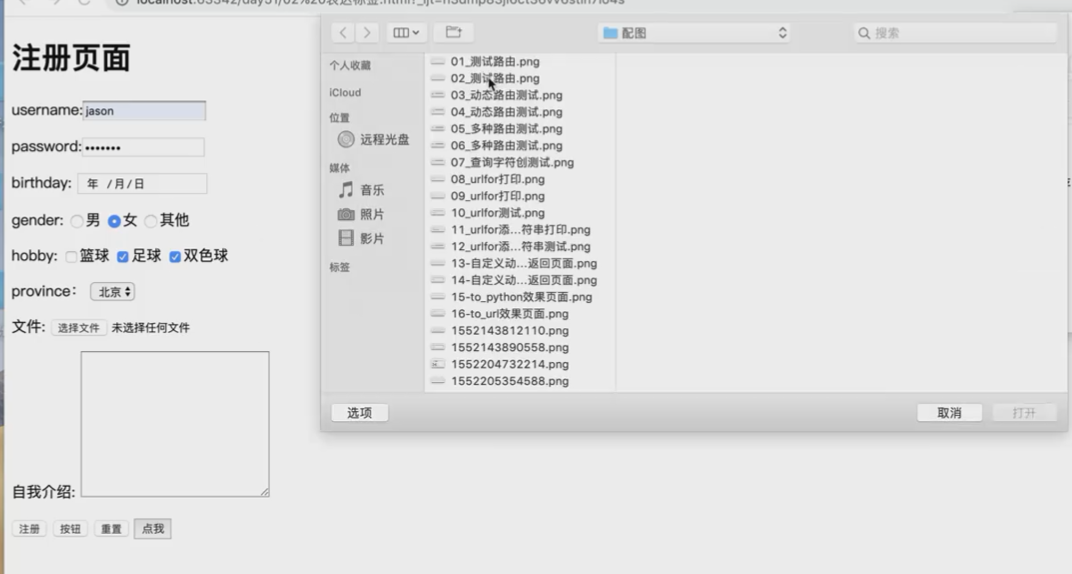 注册页面
username: jason
password: •••••••
birthday: 年 /月/日
gender: 男 女 其他
hobby: 篮球 足球 双色球
province： 北京
文件: 选择文件 未选择任何文件
自我介绍:
注册 按钮 重置 点我
配图
搜索
个人收藏
iCloud
位置
远程光盘
媒体
音乐
照片
影片
标签
01_测试路由.png
02_测试路由.png
03_动态路由测试.png
04_动态路由测试.png
05_多种路由测试.png
06_多种路由测试.png
07_查询字符创测试.png
08_urlfor打印.png
09_urlfor打印.png
10_urlfor测试.png
11_urlfor添...符串打印.png
12_urlfor添...符串测试.png
13-自定义动...返回页面.png
14-自定义动...返回页面.png
15-to_python效果页面.png
16-to_url效果页面.png
1552143812110.png
1552143890558.png
1552204732214.png
1552205354588.png
选项
取消
打开